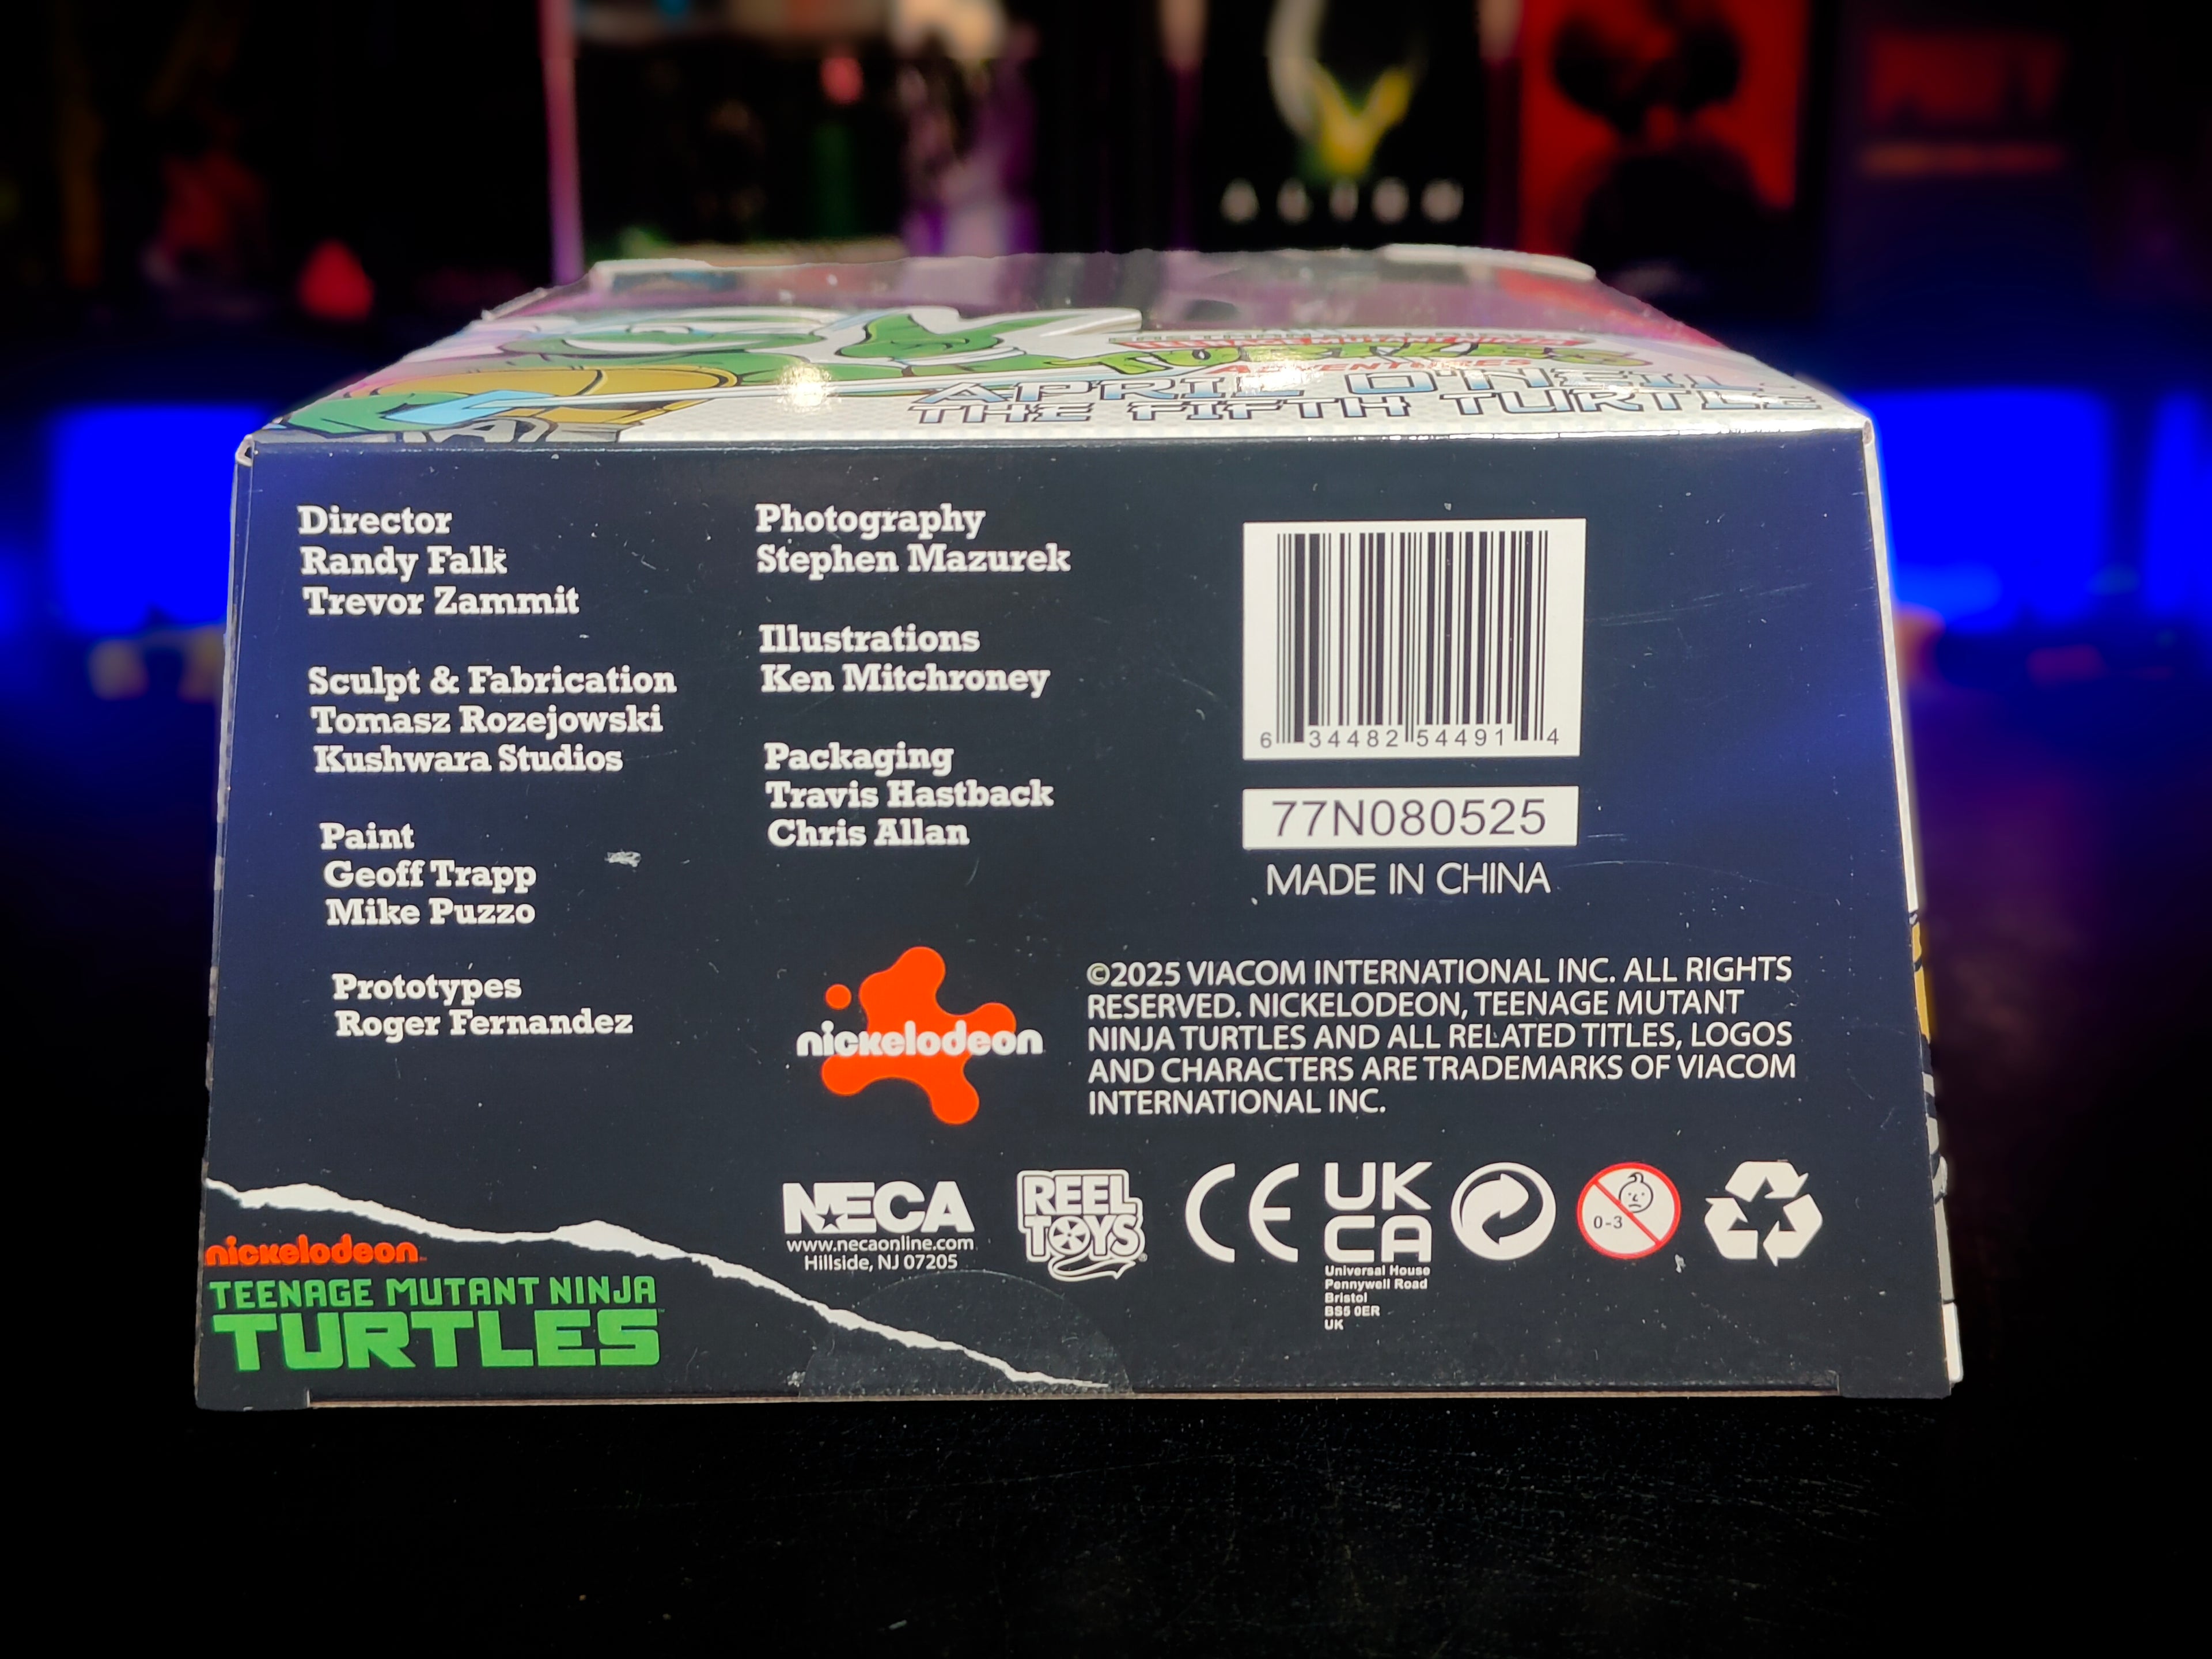 ALIEN
TEENAGE MUTANT NINJA
TURTLES
ADVENTURES
APRIL O'NEIL
THE FIFTH TURTLE
Director
Randy Falk
Trevor Zammit
Sculpt & Fabrication
Tomasz Rozejowski
Kushwara Studios
Paint
Geoff Trapp
Mike Puzzo
Prototypes
Roger Fernandez
Photography
Stephen Mazurek
Illustrations
Ken Mitchroney
Packaging
Travis Hastback
Chris Allan
6 34482 54491 4
77N080525
MADE IN CHINA
nickelodeon
©2025 VIACOM INTERNATIONAL INC. ALL RIGHTS
RESERVED. NICKELODEON, TEENAGE MUTANT
NINJA TURTLES AND ALL RELATED TITLES, LOGOS
AND CHARACTERS ARE TRADEMARKS OF VIACOM
INTERNATIONAL INC.
nickelodeon™
TEENAGE MUTANT NINJA
TURTLES™
NECA
www.necaonline.com
Hillside, NJ 07205
REEL
TOYS®
CE
UK
CA
Universal House
Pennywell Road
Bristol
BS5 0ER
UK
0-3